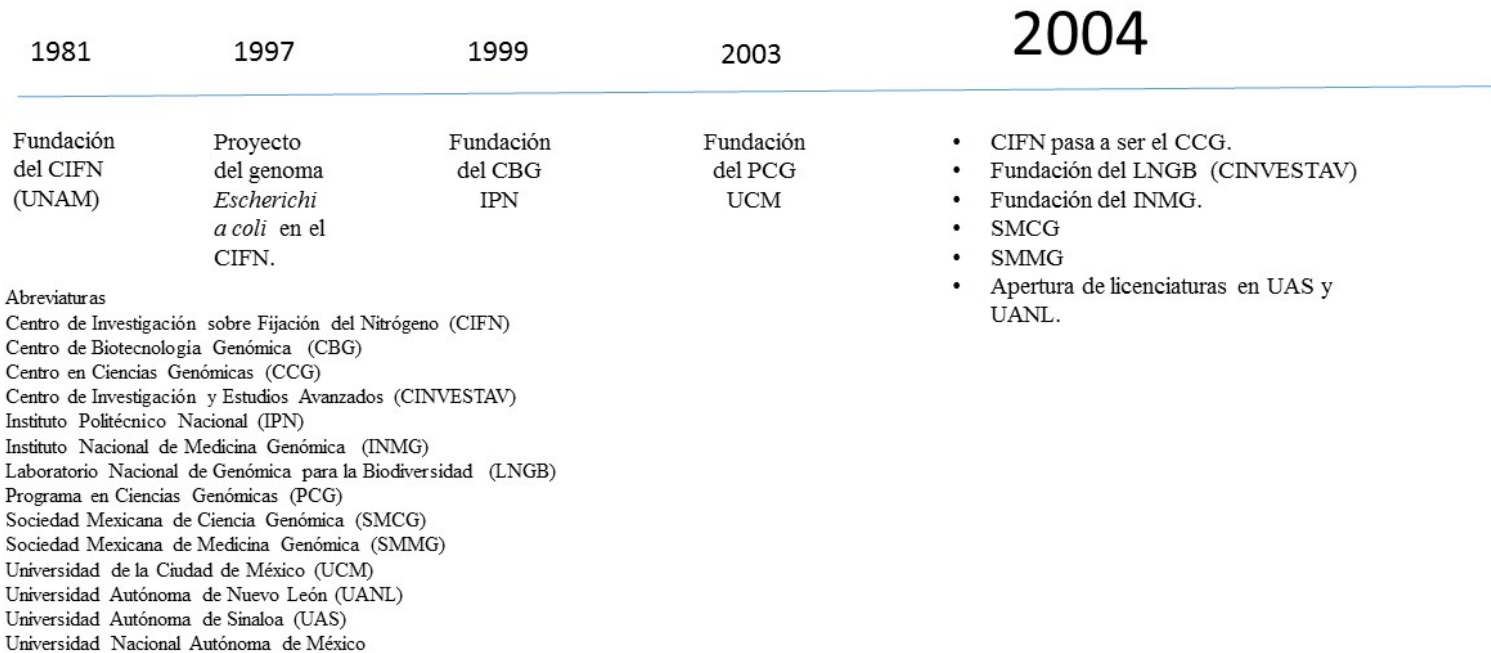 1981
1997
1999
2003
2004
Fundación
del CIFN
(UNAM)
Proyecto
del genoma
Escherichi
a coli en el
CIFN.
Fundación
del CBG
IPN
Fundación
del PCG
UCM
• CIFN pasa a ser el CCG.
• Fundación del LNGB (CINVESTAV)
• Fundación del INMG.
• SMCG
• SMMG
• Apertura de licenciaturas en UAS y
UANL.
Abreviaturas
Centro de Investigación sobre Fijación del Nitrógeno (CIFN)
Centro de Biotecnología Genómica (CBG)
Centro en Ciencias Genómicas (CCG)
Centro de Investigación y Estudios Avanzados (CINVESTAV)
Instituto Politécnico Nacional (IPN)
Instituto Nacional de Medicina Genómica (INMG)
Laboratorio Nacional de Genómica para la Biodiversidad (LNGB)
Programa en Ciencias Genómicas (PCG)
Sociedad Mexicana de Ciencia Genómica (SMCG)
Sociedad Mexicana de Medicina Genómica (SMMG)
Universidad de la Ciudad de México (UCM)
Universidad Autónoma de Nuevo León (UANL)
Universidad Autónoma de Sinaloa (UAS)
Universidad Nacional Autónoma de México